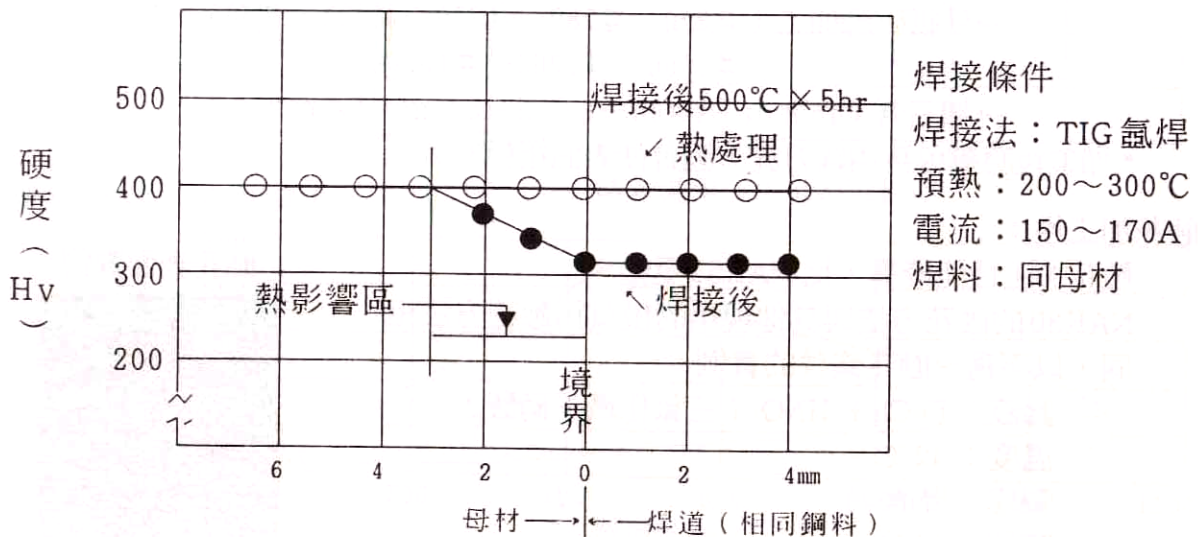 硬度(Hv)
500
400
300
200
焊接後500℃×5hr
↙熱處理
熱影響區
↖焊接後
境界
6 4 2 0 2 4mm
母材→←焊道(相同鋼料)
焊接條件
焊接法：TIG氬焊
預熱：200～300℃
電流：150～170A
焊料：同母材